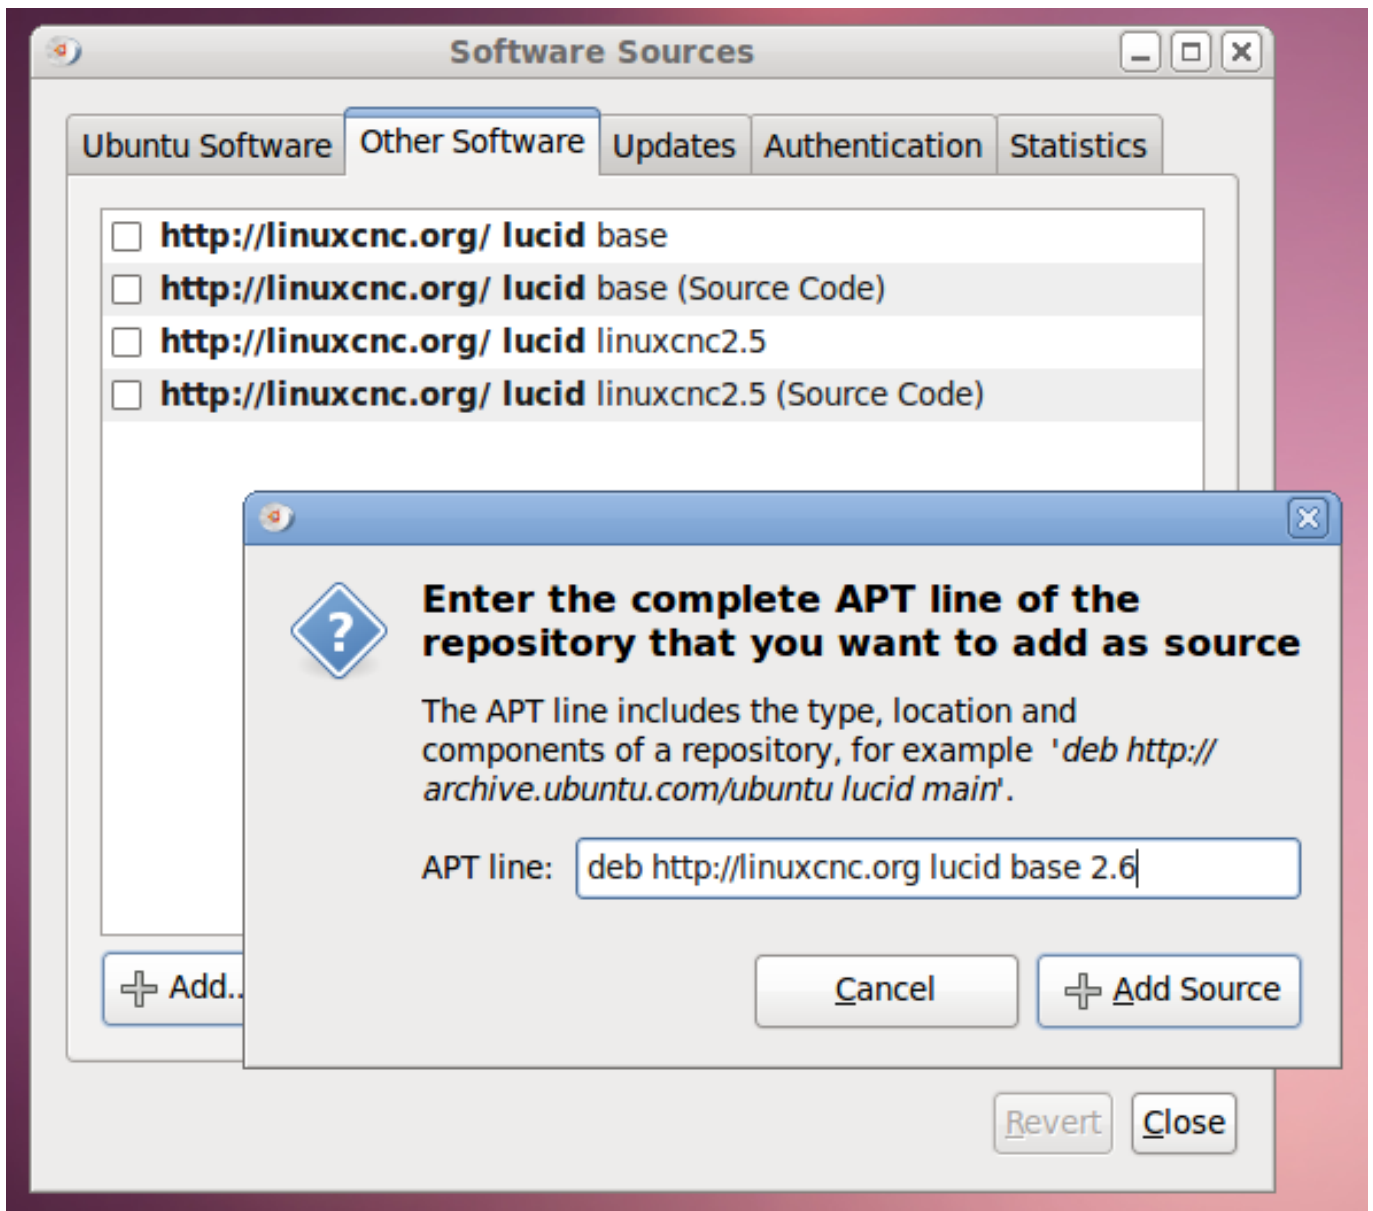 Software Sources
Ubuntu Software
Other Software
Updates
Authentication
Statistics
http://linuxcnc.org/ lucid base
http://linuxcnc.org/ lucid base (Source Code)
http://linuxcnc.org/ lucid linuxcnc2.5
http://linuxcnc.org/ lucid linuxcnc2.5 (Source Code)
Enter the complete APT line of the
repository that you want to add as source
The APT line includes the type, location and
components of a repository, for example 'deb http://
archive.ubuntu.com/ubuntu lucid main'.
APT line: deb http://linuxcnc.org lucid base 2.6
Add..
Cancel
Add Source
Revert
Close